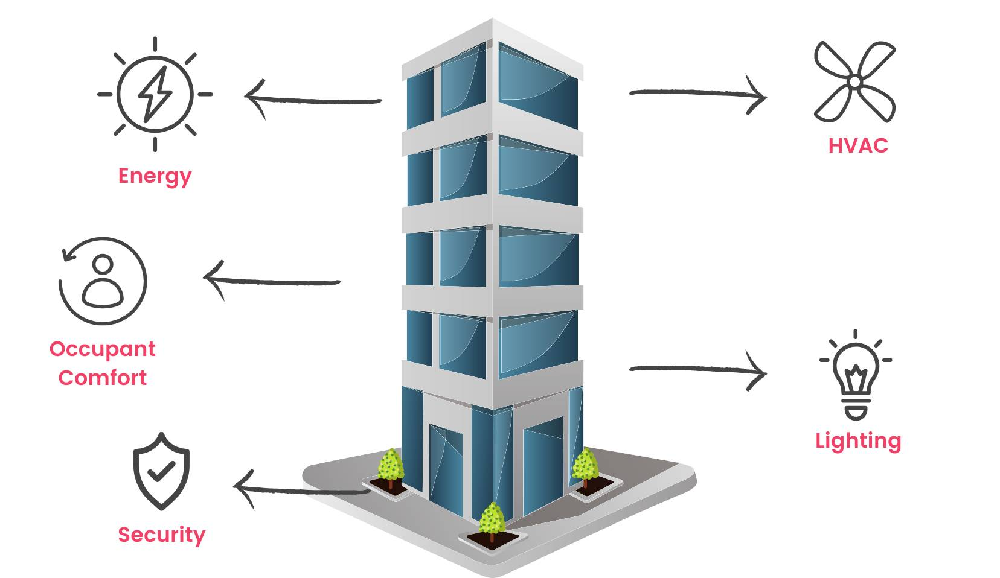 Energy
HVAC
Occupant
Comfort
Lighting
Security